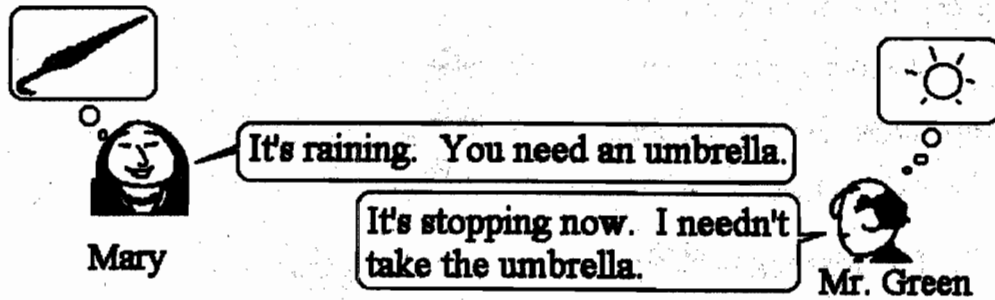 It's raining. You need an umbrella.
It's stopping now. I needn't
take the umbrella.
Mary
Mr. Green